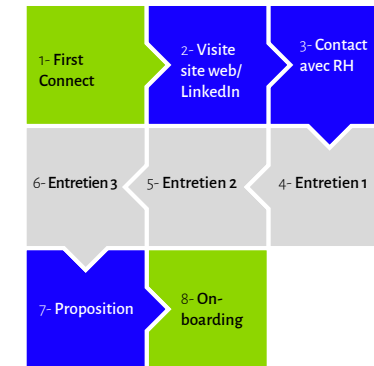 1- First
Connect
2- Visite
site web/
LinkedIn
3- Contact
avec RH
4- Entretien 1
5- Entretien 2
6- Entretien 3
7- Proposition
8- On-
boarding